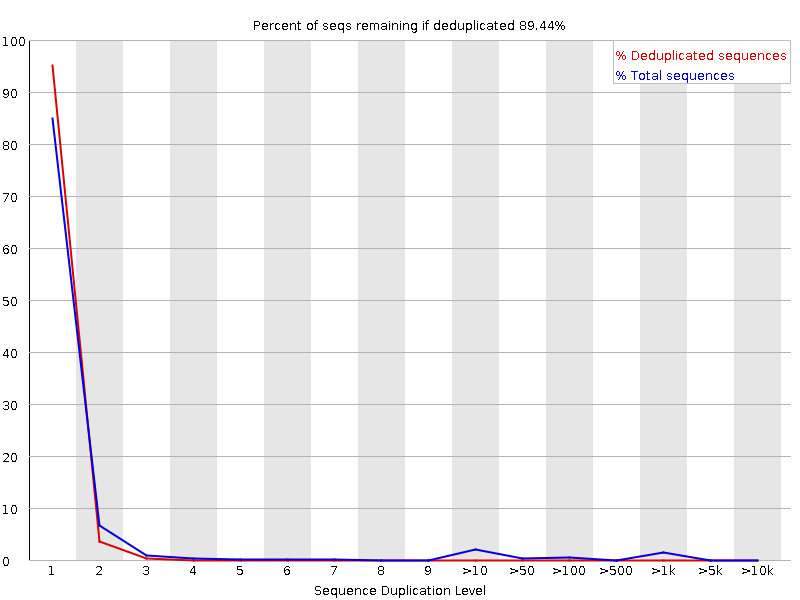 Percent of seqs remaining if deduplicated 89.44%
% Deduplicated sequences
% Total sequences
100
90
80
70
60
50
40
30
20
10
0
1 2 3 4 5 6 7 8 9 >10 >50 >100 >500 >1k >5k >10k
Sequence Duplication Level